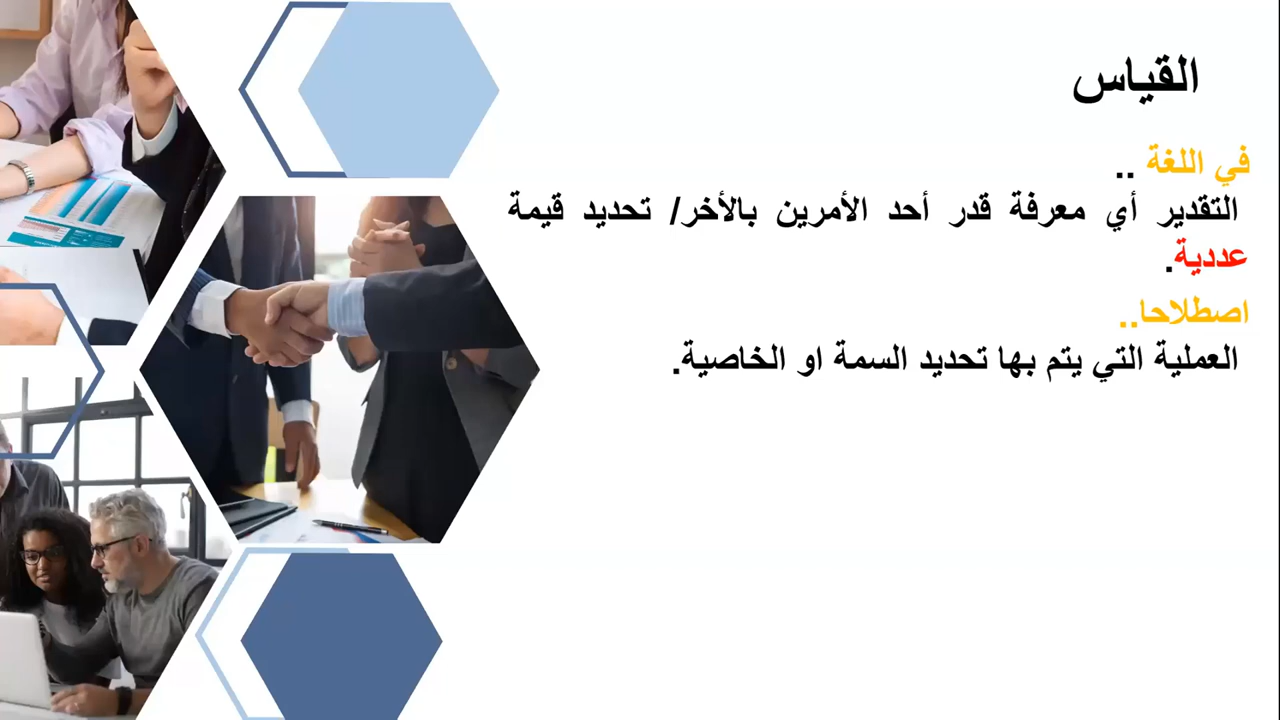 القياس
في اللغة ..
التقدير أي معرفة قدر أحد الأمرين بالأخر/ تحديد قيمة
عددية.
اصطلاحا..
العملية التي يتم بها تحديد السمة او الخاصية.